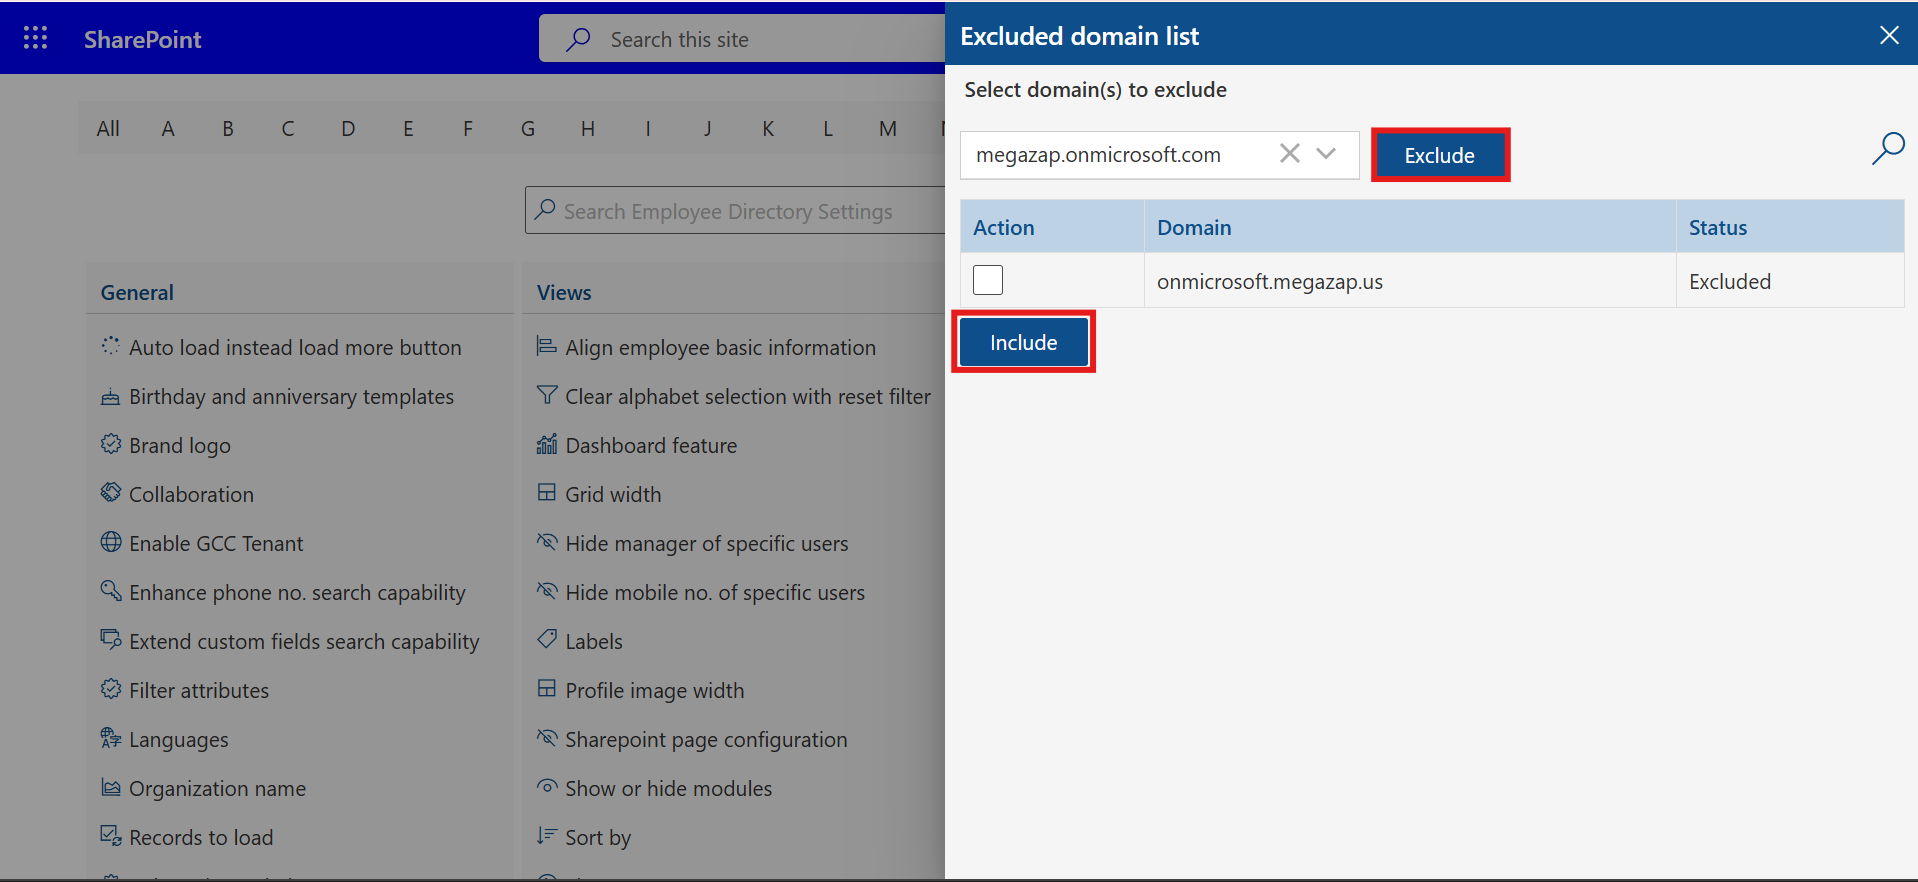 SharePoint
Search this site
All A B C D E F G H I J K L M
Search Employee Directory Settings
General
Auto load instead load more button
Birthday and anniversary templates
Brand logo
Collaboration
Enable GCC Tenant
Enhance phone no. search capability
Extend custom fields search capability
Filter attributes
Languages
Organization name
Records to load
Views
Align employee basic information
Clear alphabet selection with reset filter
Dashboard feature
Grid width
Hide manager of specific users
Hide mobile no. of specific users
Labels
Profile image width
Sharepoint page configuration
Show or hide modules
Sort by
Excluded domain list
Select domain(s) to exclude
megazap.onmicrosoft.com
Exclude
Action Domain Status
onmicrosoft.megazap.us Excluded
Include